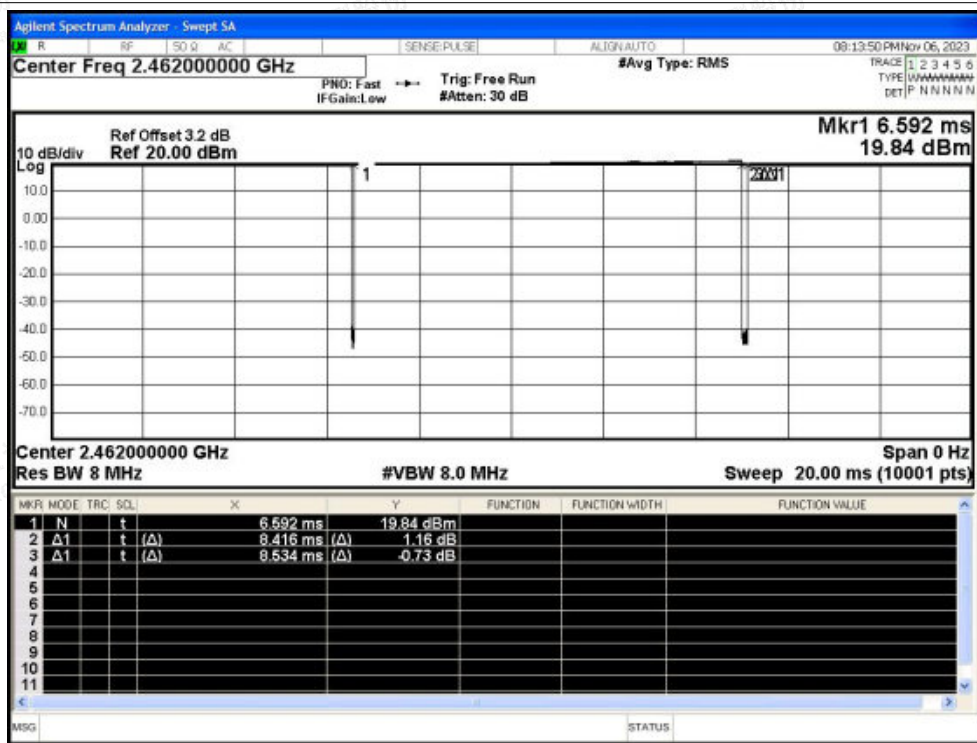 Agilent Spectrum Analyzer - Swept SA
R RF 50 Ω AC SENSE:PULSE ALIGN AUTO 08:13:50 PM Nov 06, 2023
Center Freq 2.462000000 GHz #Avg Type: RMS TRACE 1 2 3 4 5 6
PNO: Fast Trig: Free Run TYPE
IFGain:Low #Atten: 30 dB DET P N N N N N
Mkr1 6.592 ms
Ref Offset 3.2 dB
10 dB/div Ref 20.00 dBm 19.84 dBm
Log
1
10.0
0.00
-10.0
-20.0
-30.0
-40.0
-50.0
-60.0
-70.0
Center 2.462000000 GHz Span 0 Hz
Res BW 8 MHz #VBW 8.0 MHz Sweep 20.00 ms (10001 pts)
MKR MODE TRC SCL X Y FUNCTION FUNCTION WIDTH FUNCTION VALUE
1 N t 6.592 ms 19.84 dBm
2 Δ1 t (Δ) 8.416 ms (Δ) 1.16 dB
3 Δ1 t (Δ) 8.534 ms (Δ) -0.73 dB
4
5
6
7
8
9
10
11
MSG STATUS